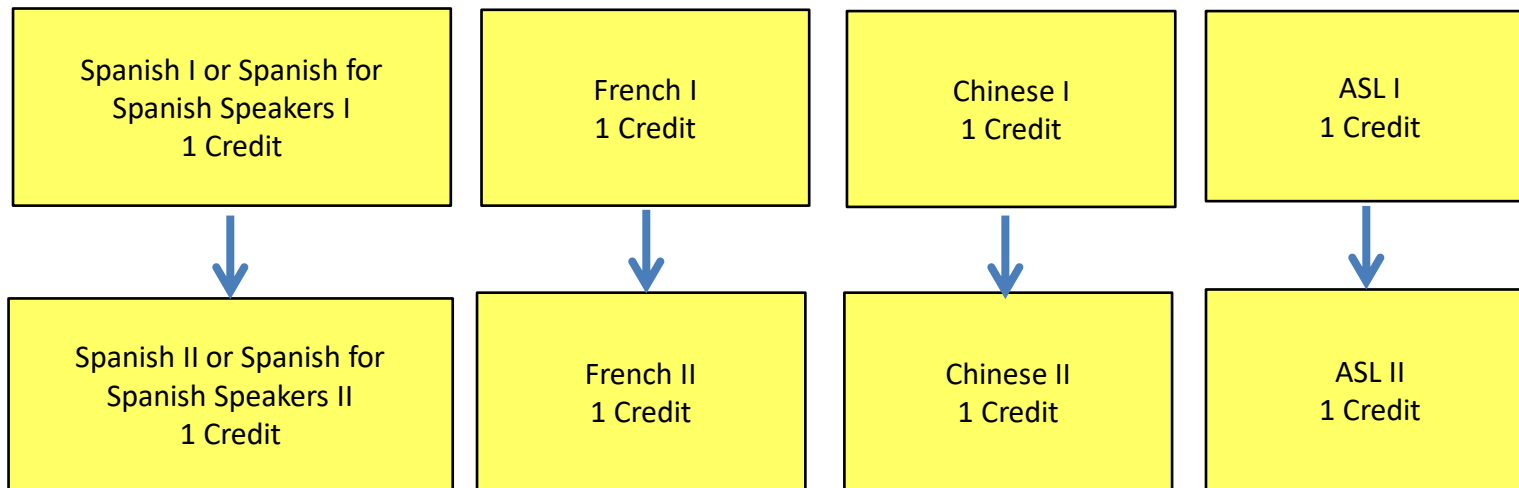 Spanish I or Spanish for
Spanish Speakers I
1 Credit
French I
1 Credit
Chinese I
1 Credit
ASL I
1 Credit
Spanish II or Spanish for
Spanish Speakers II
1 Credit
French II
1 Credit
Chinese II
1 Credit
ASL II
1 Credit